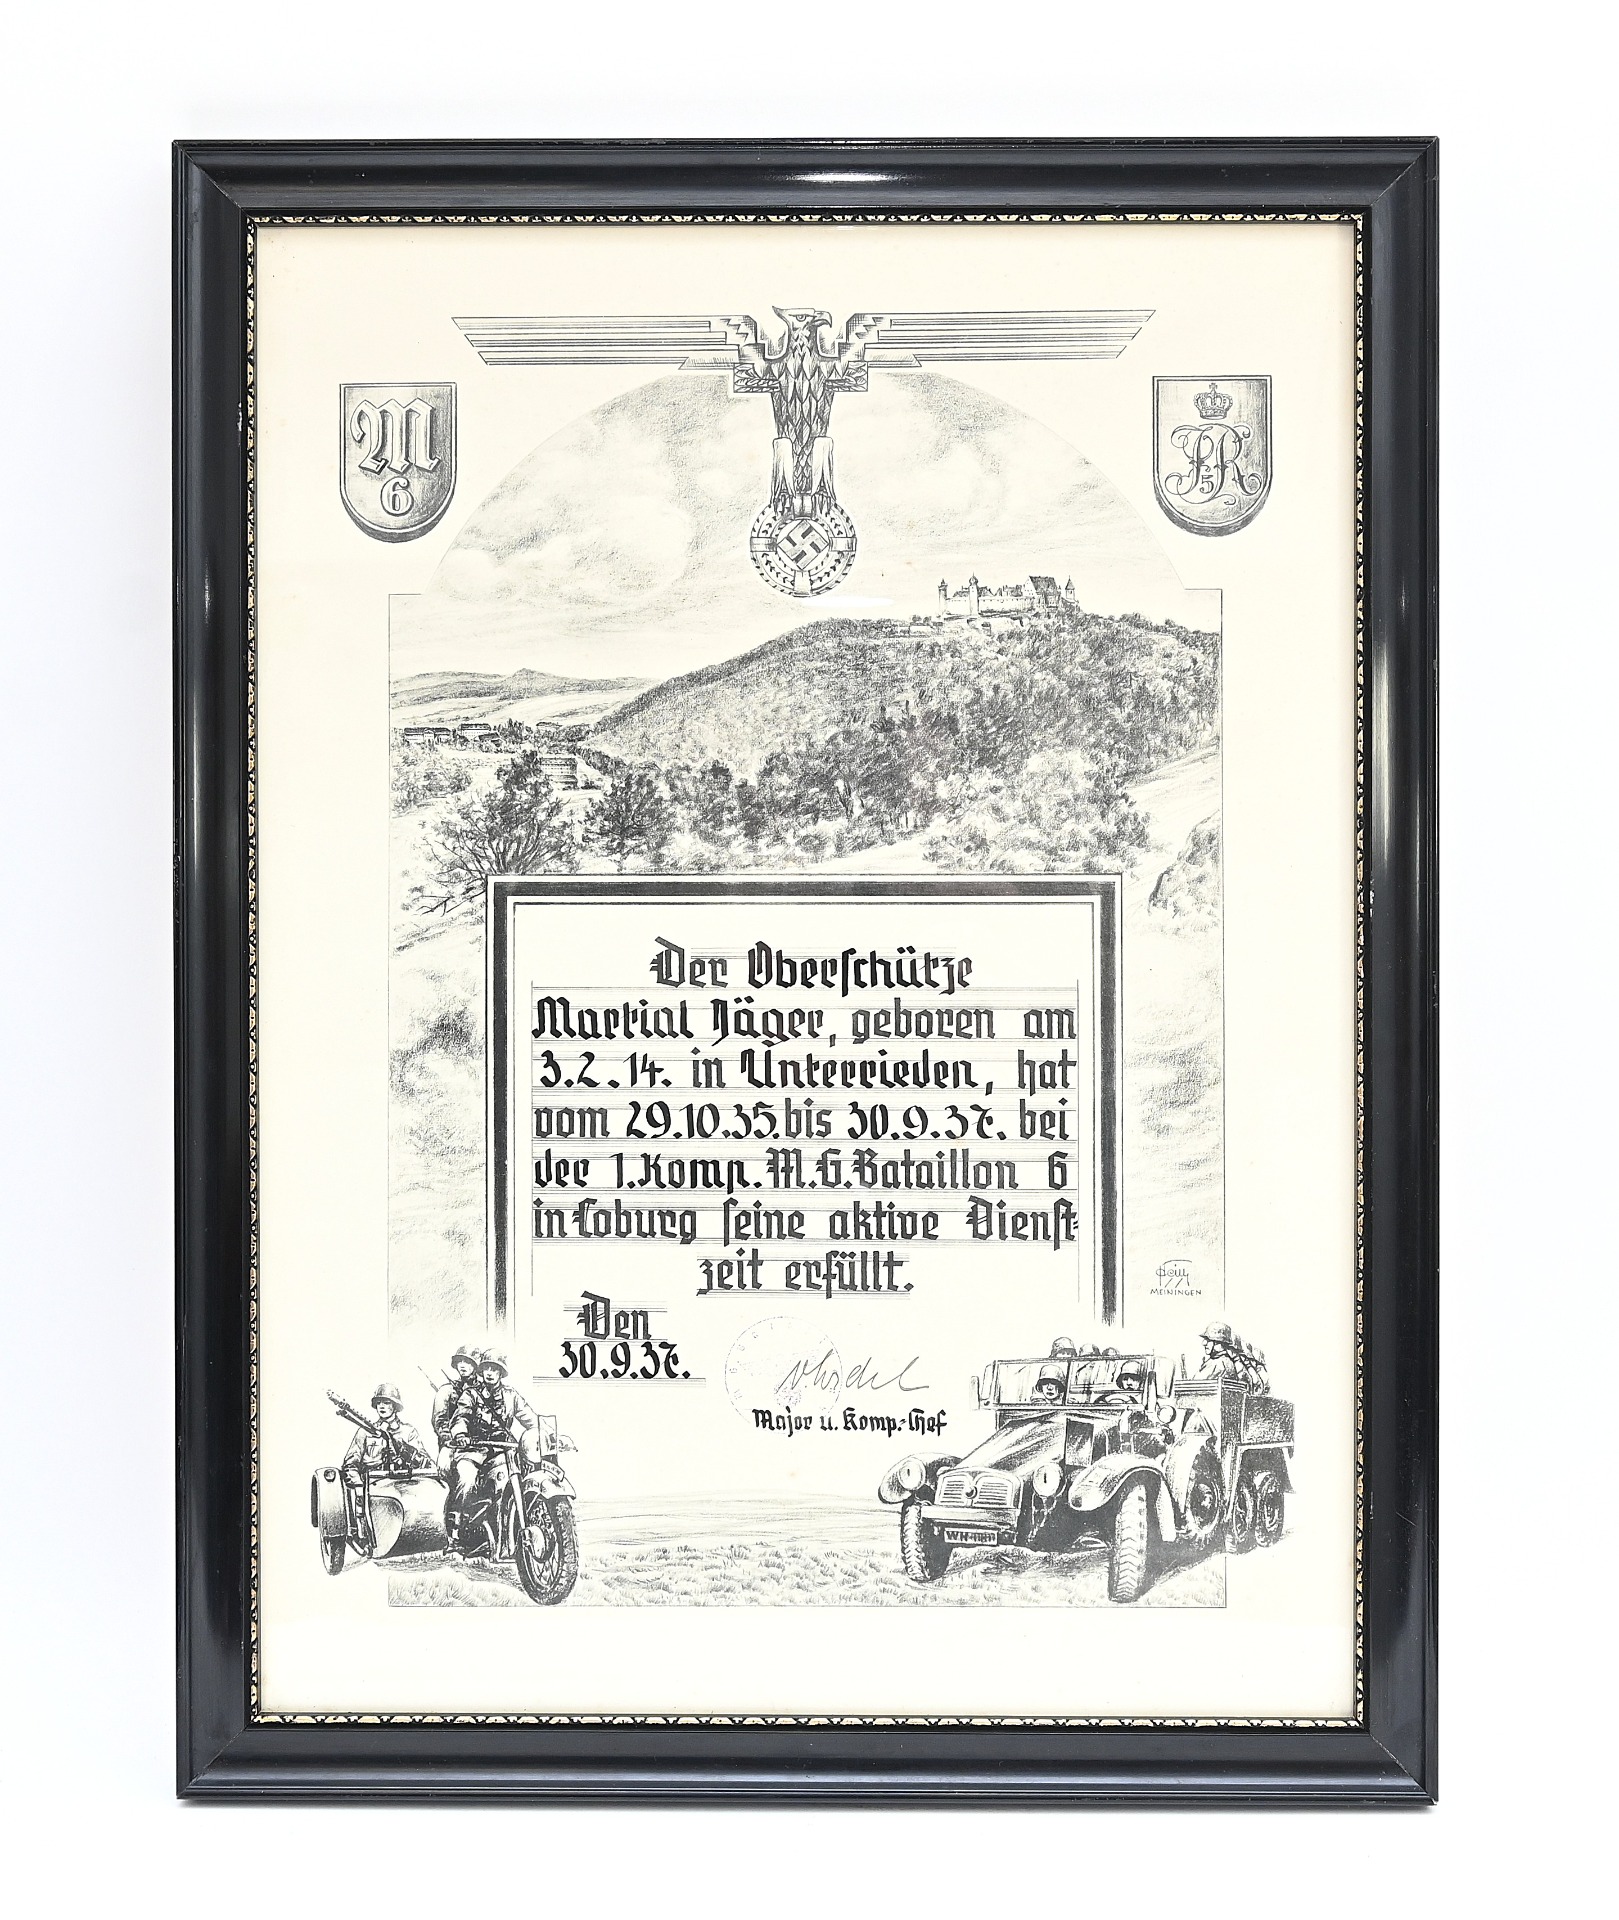 M
6
JR
5
Der Oberschütze
Martial Jäger, geboren am
3.2.14. in Unterrieden, hat
vom 29.10.35. bis 30.9.37. bei
der 1. Komp. M.G. Bataillon 6
in Coburg seine aktive Dienst-
zeit erfüllt.
Den
30.9.37.
Major u. Komp.-Chef
MEININGEN
WH